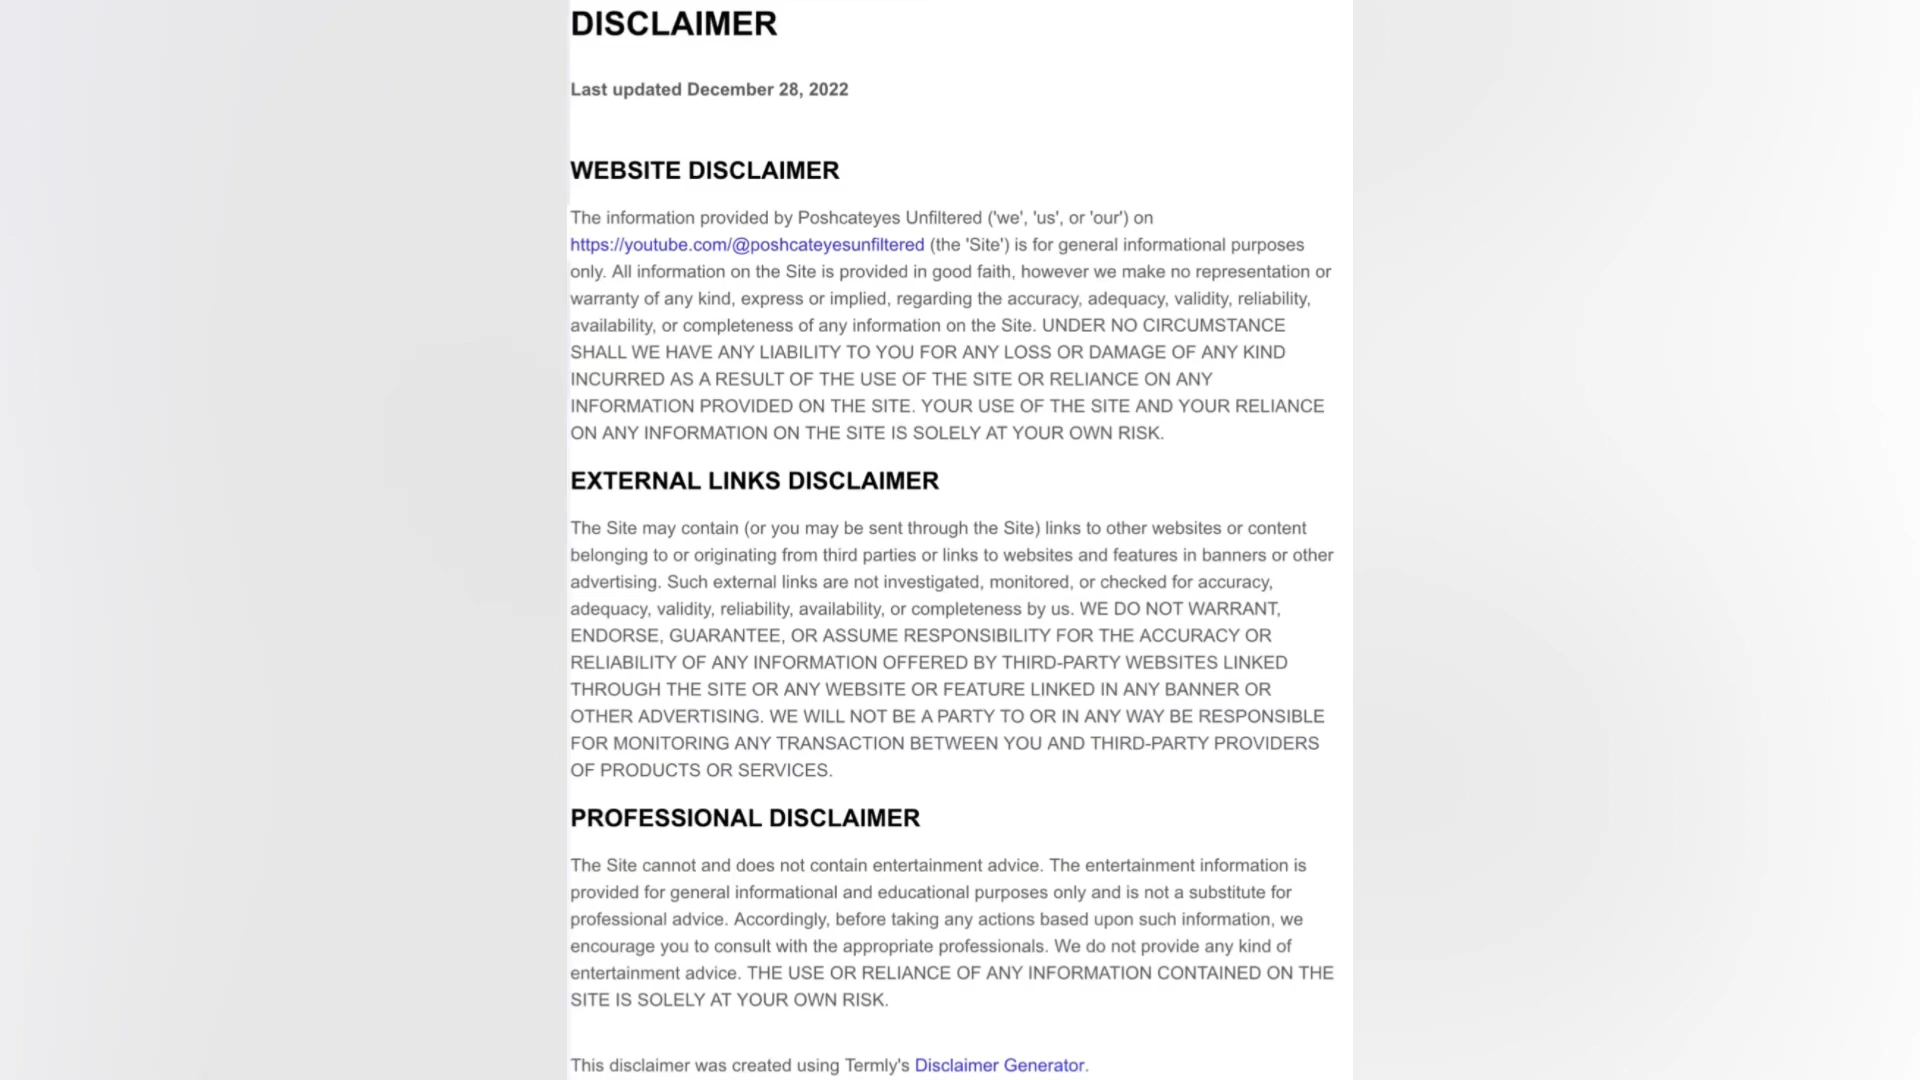 DISCLAIMER
Last updated December 28, 2022
WEBSITE DISCLAIMER
The information provided by Poshcateyes Unfiltered ('we', 'us', or 'our') on
https://youtube.com/@poshcateyesunfiltered (the 'Site') is for general informational purposes
only. All information on the Site is provided in good faith, however we make no representation or
warranty of any kind, express or implied, regarding the accuracy, adequacy, validity, reliability,
availability, or completeness of any information on the Site. UNDER NO CIRCUMSTANCE
SHALL WE HAVE ANY LIABILITY TO YOU FOR ANY LOSS OR DAMAGE OF ANY KIND
INCURRED AS A RESULT OF THE USE OF THE SITE OR RELIANCE ON ANY
INFORMATION PROVIDED ON THE SITE. YOUR USE OF THE SITE AND YOUR RELIANCE
ON ANY INFORMATION ON THE SITE IS SOLELY AT YOUR OWN RISK.
EXTERNAL LINKS DISCLAIMER
The Site may contain (or you may be sent through the Site) links to other websites or content
belonging to or originating from third parties or links to websites and features in banners or other
advertising. Such external links are not investigated, monitored, or checked for accuracy,
adequacy, validity, reliability, availability, or completeness by us. WE DO NOT WARRANT,
ENDORSE, GUARANTEE, OR ASSUME RESPONSIBILITY FOR THE ACCURACY OR
RELIABILITY OF ANY INFORMATION OFFERED BY THIRD-PARTY WEBSITES LINKED
THROUGH THE SITE OR ANY WEBSITE OR FEATURE LINKED IN ANY BANNER OR
OTHER ADVERTISING. WE WILL NOT BE A PARTY TO OR IN ANY WAY BE RESPONSIBLE
FOR MONITORING ANY TRANSACTION BETWEEN YOU AND THIRD-PARTY PROVIDERS
OF PRODUCTS OR SERVICES.
PROFESSIONAL DISCLAIMER
The Site cannot and does not contain entertainment advice. The entertainment information is
provided for general informational and educational purposes only and is not a substitute for
professional advice. Accordingly, before taking any actions based upon such information, we
encourage you to consult with the appropriate professionals. We do not provide any kind of
entertainment advice. THE USE OR RELIANCE OF ANY INFORMATION CONTAINED ON THE
SITE IS SOLELY AT YOUR OWN RISK.
This disclaimer was created using Termly's Disclaimer Generator.